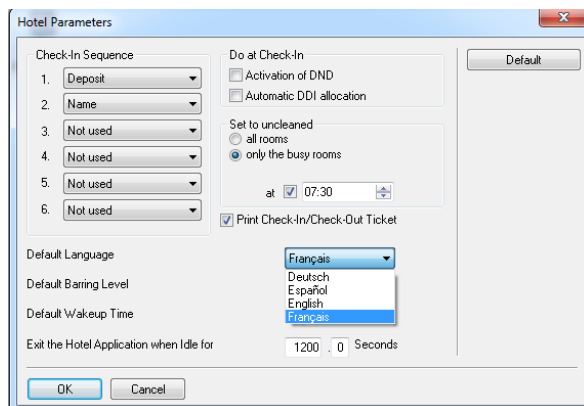 Hotel Parameters
Check-In Sequence
1. Deposit
2. Name
3. Not used
4. Not used
5. Not used
6. Not used
Do at Check-In
Activation of DND
Automatic DDI allocation
Set to uncleaned
all rooms
only the busy rooms
at 07:30
Print Check-In/Check-Out Ticket
Default
Default Language Français
Deutsch
Español
English
Français
Default Barring Level
Default Wakeup Time
Exit the Hotel Application when Idle for 1200 . 0 Seconds
OK Cancel